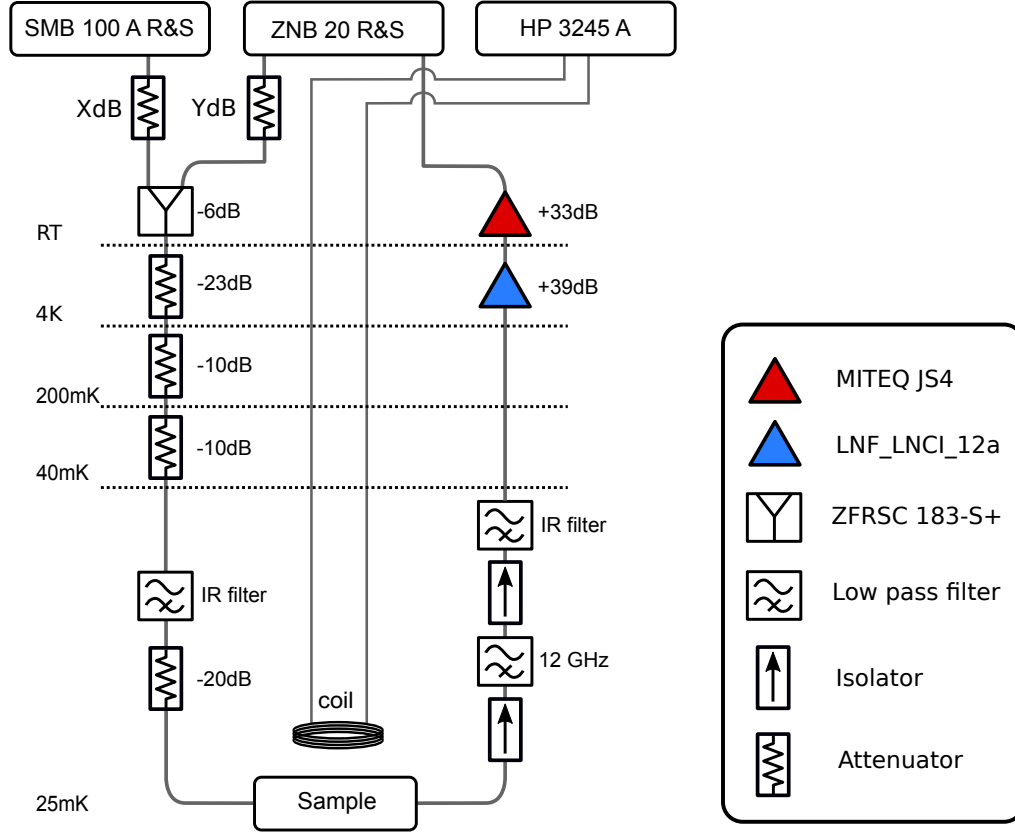 SMB 100 A R&S
ZNB 20 R&S
HP 3245 A
XdB
YdB
-6dB
+33dB
RT
-23dB
+39dB
4K
-10dB
200mK
-10dB
40mK
IR filter
IR filter
12 GHz
-20dB
coil
25mK
Sample
MITEQ JS4
LNF_LNCI_12a
ZFRSC 183-S+
Low pass filter
Isolator
Attenuator